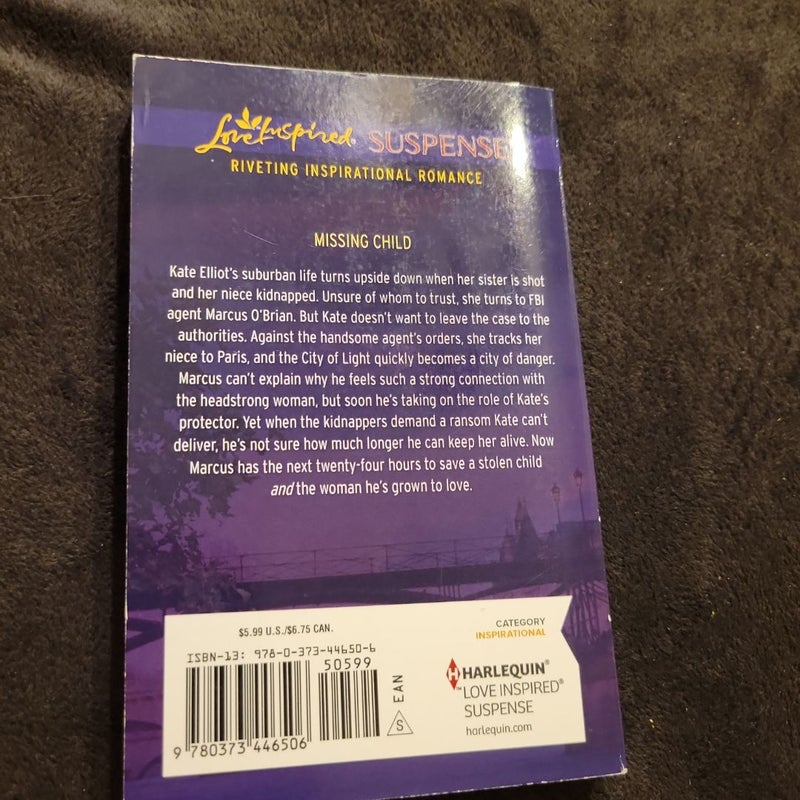 Love Inspired® SUSPENSE
RIVETING INSPIRATIONAL ROMANCE
MISSING CHILD
Kate Elliot's suburban life turns upside down when her sister is shot
and her niece kidnapped. Unsure of whom to trust, she turns to FBI
agent Marcus O'Brian. But Kate doesn't want to leave the case to the
authorities. Against the handsome agent's orders, she tracks her
niece to Paris, and the City of Light quickly becomes a city of danger.
Marcus can't explain why he feels such a strong connection with
the headstrong woman, but soon he's taking on the role of Kate's
protector. Yet when the kidnappers demand a ransom Kate can't
deliver, he's not sure how much longer he can keep her alive. Now
Marcus has the next twenty-four hours to save a stolen child
and the woman he's grown to love.
$5.99 U.S./$6.75 CAN.
ISBN-13: 978-0-373-44650-6
50599
9 780373 446506
EAN
S
CATEGORY
INSPIRATIONAL
H HARLEQUIN®
™ LOVE INSPIRED®
SUSPENSE
harlequin.com